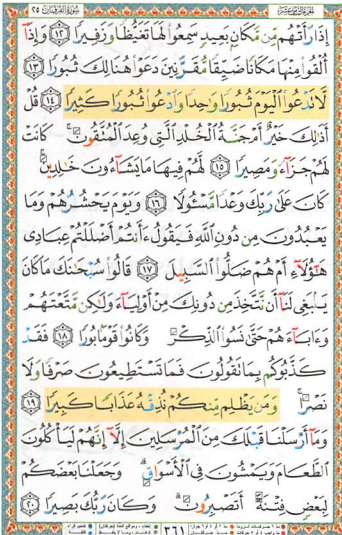 الجزء الثامن عشر سورة الفرقان ٢٥
إِذَا رَأَتْهُم مِّن مَّكَانٍ بَعِيدٍ سَمِعُوا۟ لَهَا تَغَيُّظًا وَزَفِيرًا ١٢ وَإِذَآ
أُلْقُوا۟ مِنْهَا مَكَانًا ضَيِّقًا مُّقَرَّنِينَ دَعَوْا۟ هُنَالِكَ ثُبُورًا ١٣
لَّا تَدْعُوا۟ ٱلْيَوْمَ ثُبُورًا وَٰحِدًا وَٱدْعُوا۟ ثُبُورًا كَثِيرًا ١٤ قُلْ
أَذَٰلِكَ خَيْرٌ أَمْ جَنَّةُ ٱلْخُلْدِ ٱلَّتِى وُعِدَ ٱلْمُتَّقُونَ ۚ كَانَتْ
لَهُمْ جَزَآءً وَمَصِيرًا ١٥ لَّهُمْ فِيهَا مَا يَشَآءُونَ خَٰلِدِينَ ۚ
كَانَ عَلَىٰ رَبِّكَ وَعْدًا مَّسْـُٔولًا ١٦ وَيَوْمَ يَحْشُرُهُمْ وَمَا
يَعْبُدُونَ مِن دُونِ ٱللَّهِ فَيَقُولُ ءَأَنتُمْ أَضْلَلْتُمْ عِبَادِى
هَٰٓؤُلَآءِ أَمْ هُمْ ضَلُّوا۟ ٱلسَّبِيلَ ١٧ قَالُوا۟ سُبْحَٰنَكَ مَا كَانَ
يَنۢبَغِى لَنَآ أَن نَّتَّخِذَ مِن دُونِكَ مِنْ أَوْلِيَآءَ وَلَٰكِن مَّتَّعْتَهُمْ
وَءَابَآءَهُمْ حَتَّىٰ نَسُوا۟ ٱلذِّكْرَ وَكَانُوا۟ قَوْمًۢا بُورًا ١٨ فَقَدْ
كَذَّبُوكُم بِمَا تَقُولُونَ فَمَا تَسْتَطِيعُونَ صَرْفًا وَلَا
نَصْرًا ۚ وَمَن يَظْلِم مِّنكُمْ نُذِقْهُ عَذَابًا كَبِيرًا ١٩
وَمَآ أَرْسَلْنَا قَبْلَكَ مِنَ ٱلْمُرْسَلِينَ إِلَّآ إِنَّهُمْ لَيَأْكُلُونَ
ٱلطَّعَامَ وَيَمْشُونَ فِى ٱلْأَسْوَاقِ ۗ وَجَعَلْنَا بَعْضَكُمْ
لِبَعْضٍ فِتْنَةً أَتَصْبِرُونَ ۗ وَكَانَ رَبُّكَ بَصِيرًا ٢٠
٣٦١